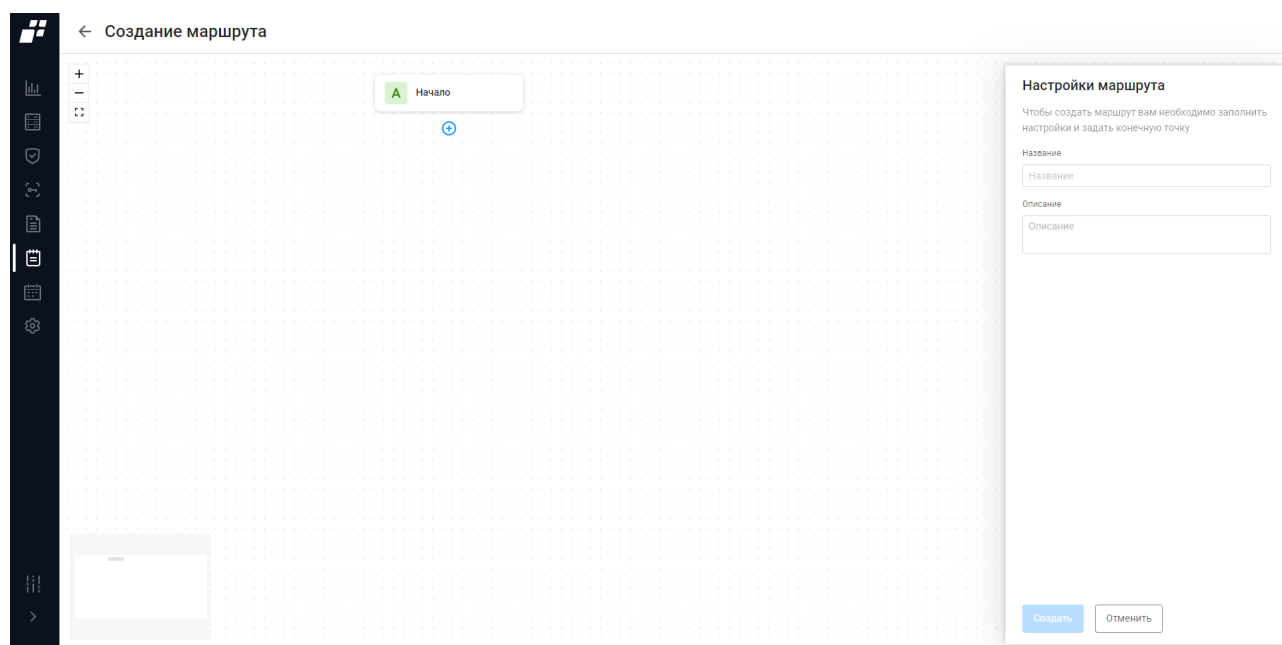 Создание маршрута
A Начало
Настройки маршрута
Чтобы создать маршрут вам необходимо заполнить
настройки и задать конечную точку
Название
Название
Описание
Описание
Создать Отменить